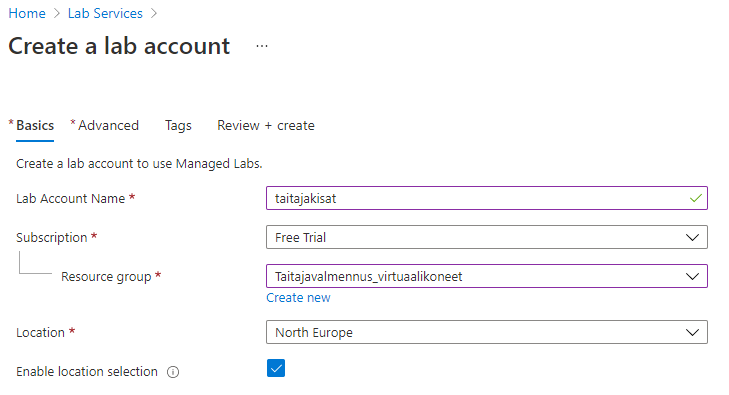 Home > Lab Services >
Create a lab account ...
* Basics * Advanced Tags Review + create
Create a lab account to use Managed Labs.
Lab Account Name * taitajakisat
Subscription * Free Trial
Resource group * Taitajavalmennus_virtuaalikoneet
Create new
Location * North Europe
Enable location selection